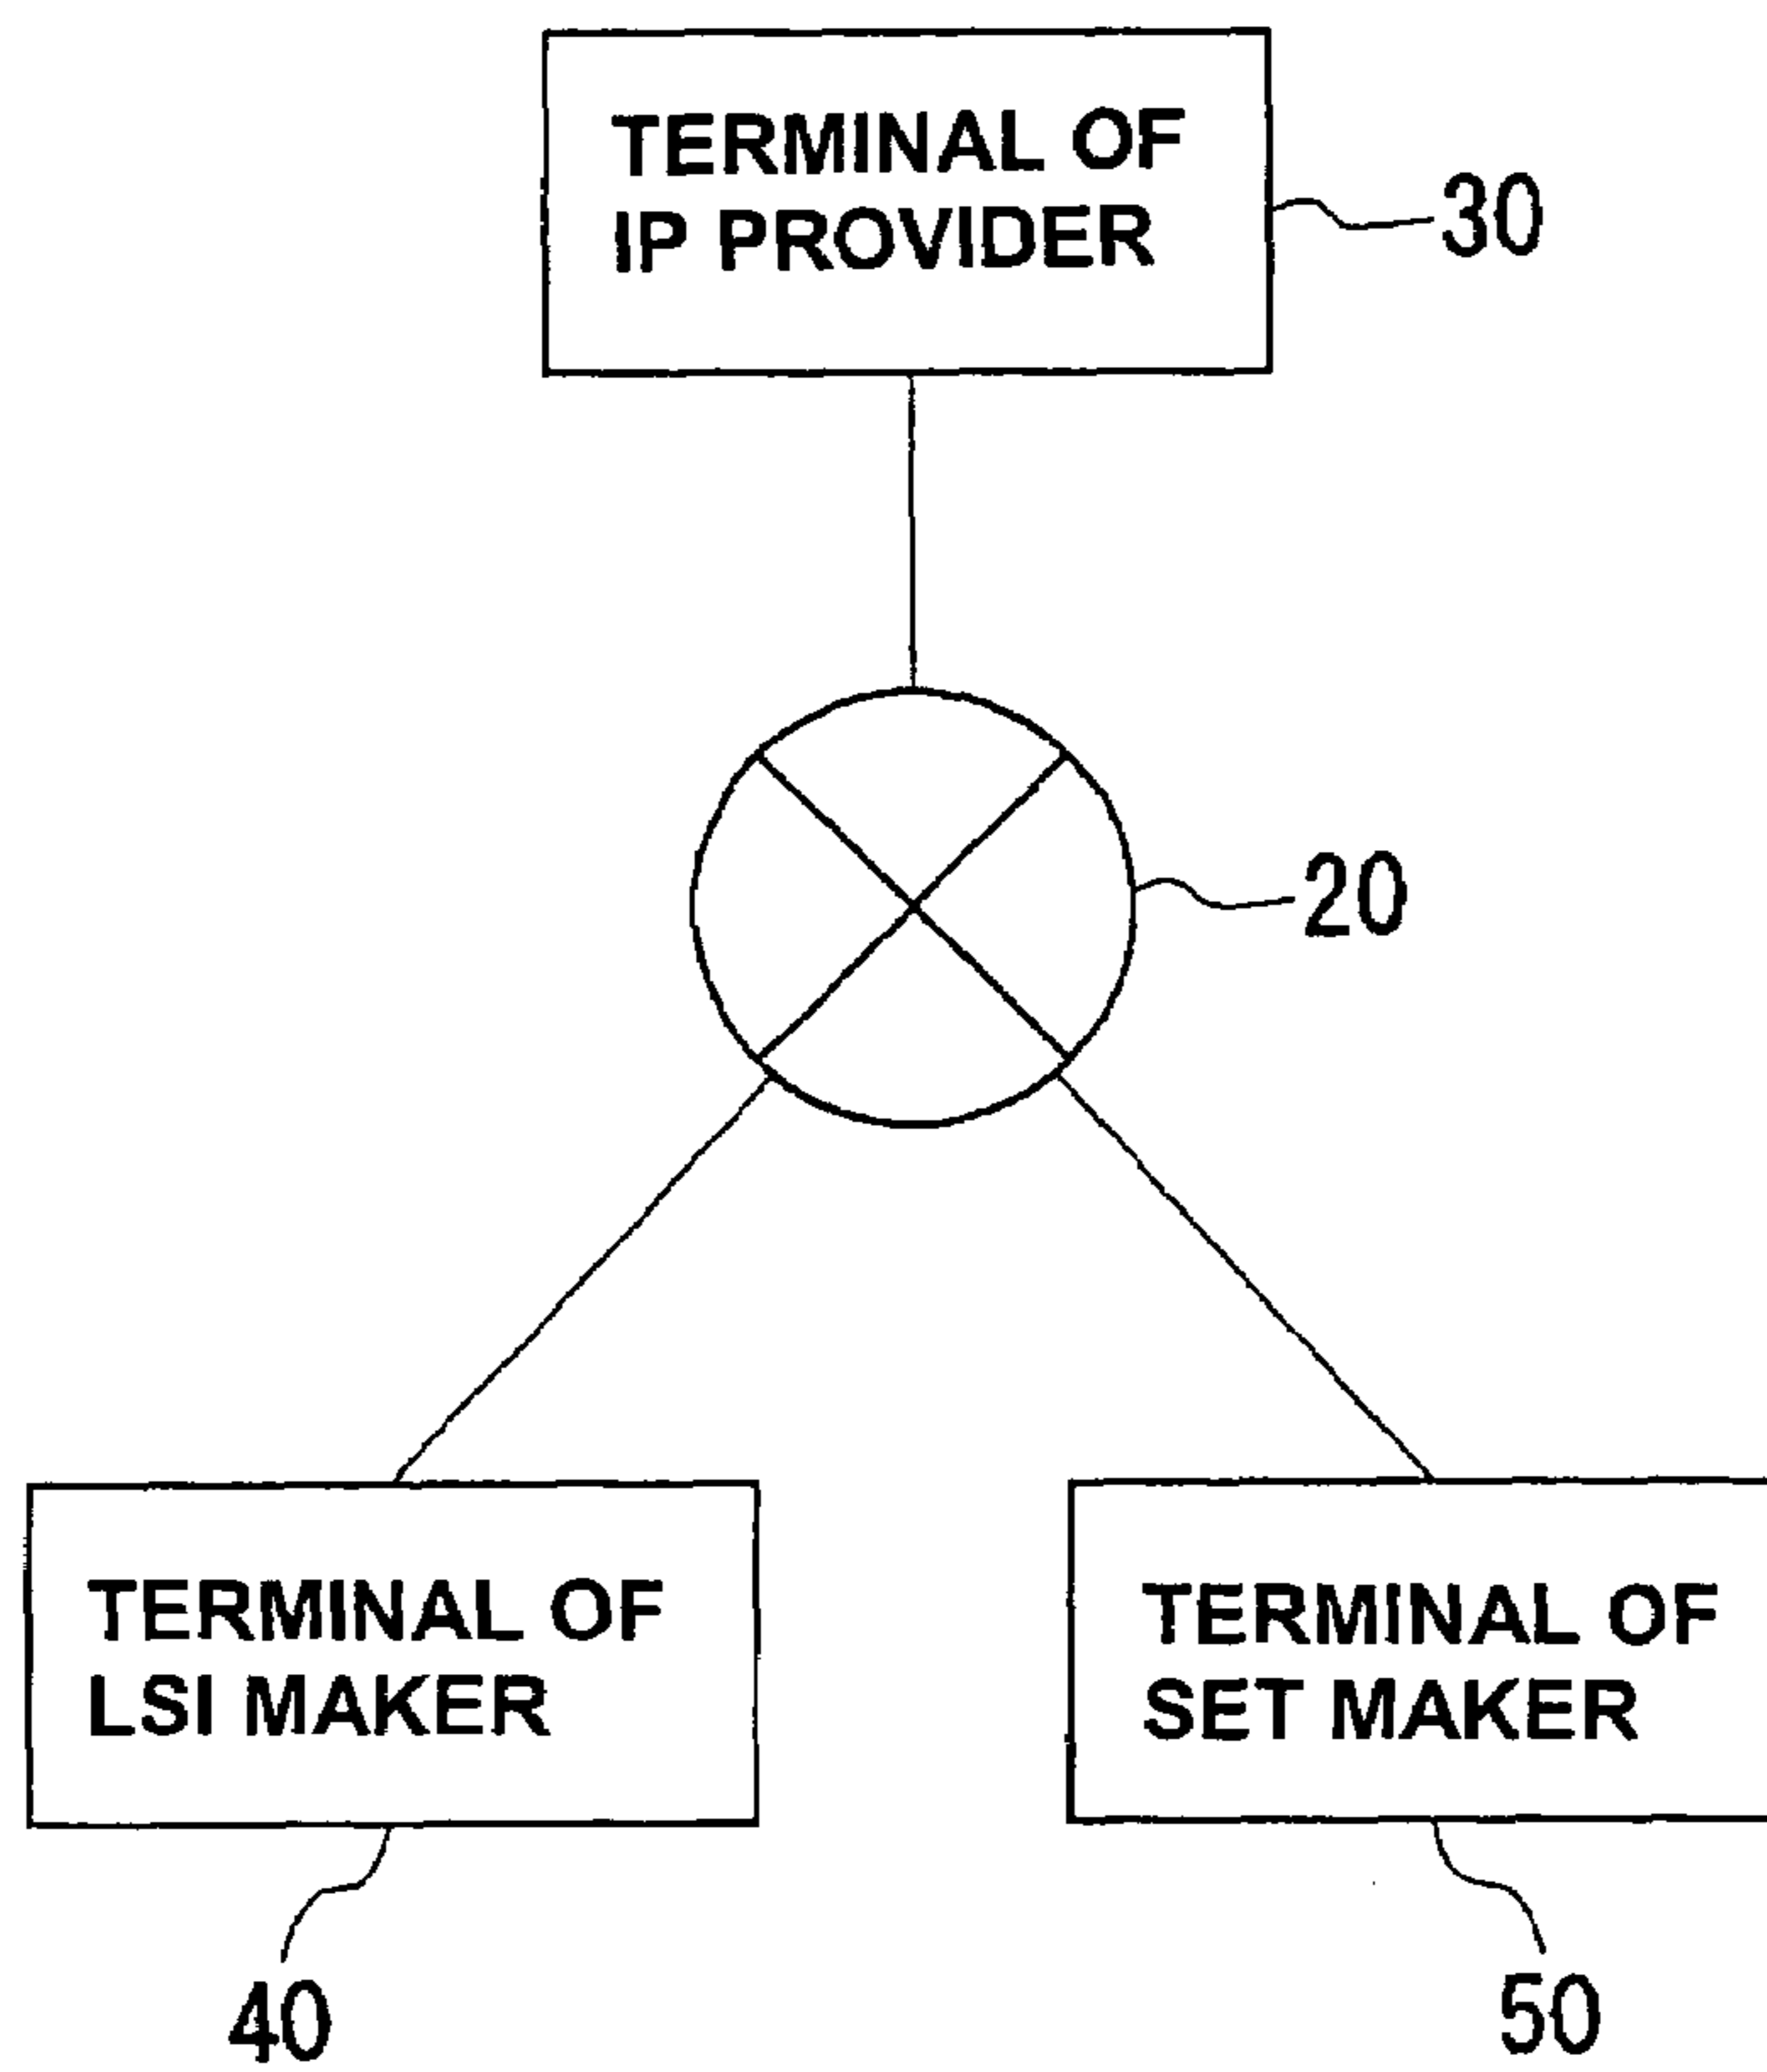 TERMINAL OF
IP PROVIDER
30
20
TERMINAL OF
LSI MAKER
TERMINAL OF
SET MAKER
40
50